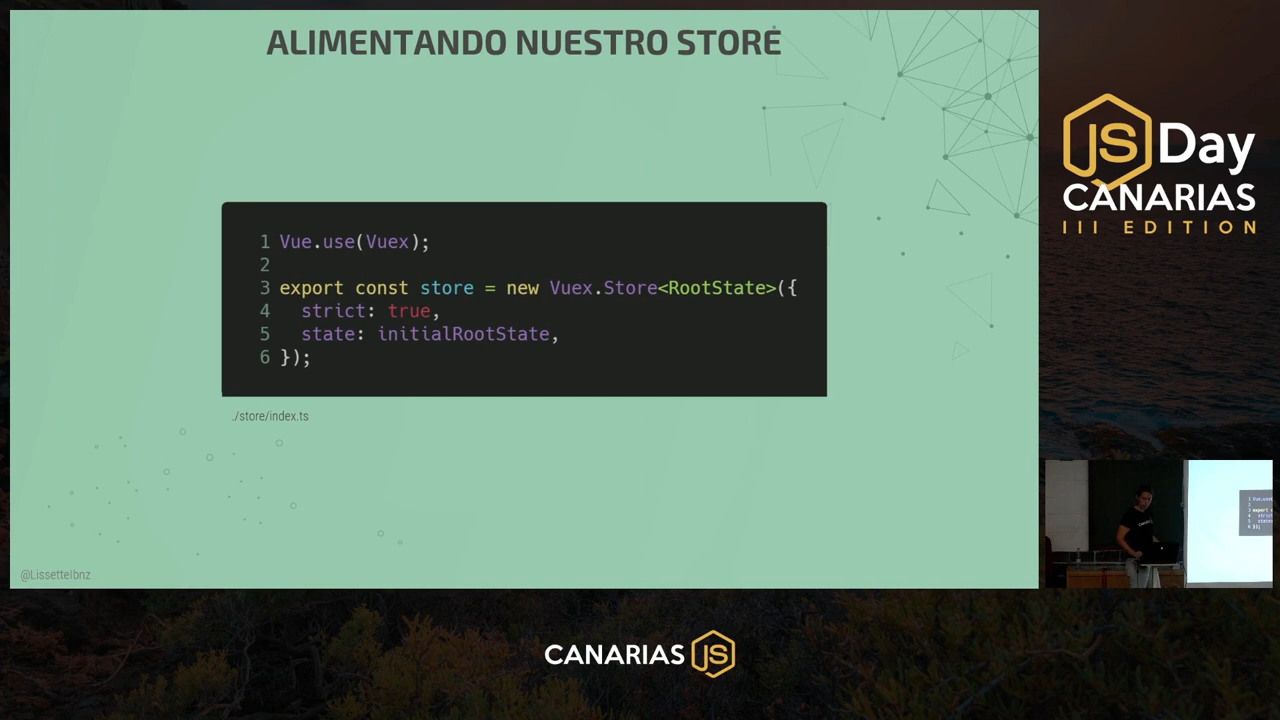 ALIMENTANDO NUESTRO STORE
1 Vue.use(Vuex);
2
3 export const store = new Vuex.Store<RootState>({
4   strict: true,
5   state: initialRootState,
6 });
./store/index.ts
@Lissettelbnz
JS Day
CANARIAS
III EDITION
CANARIAS JS